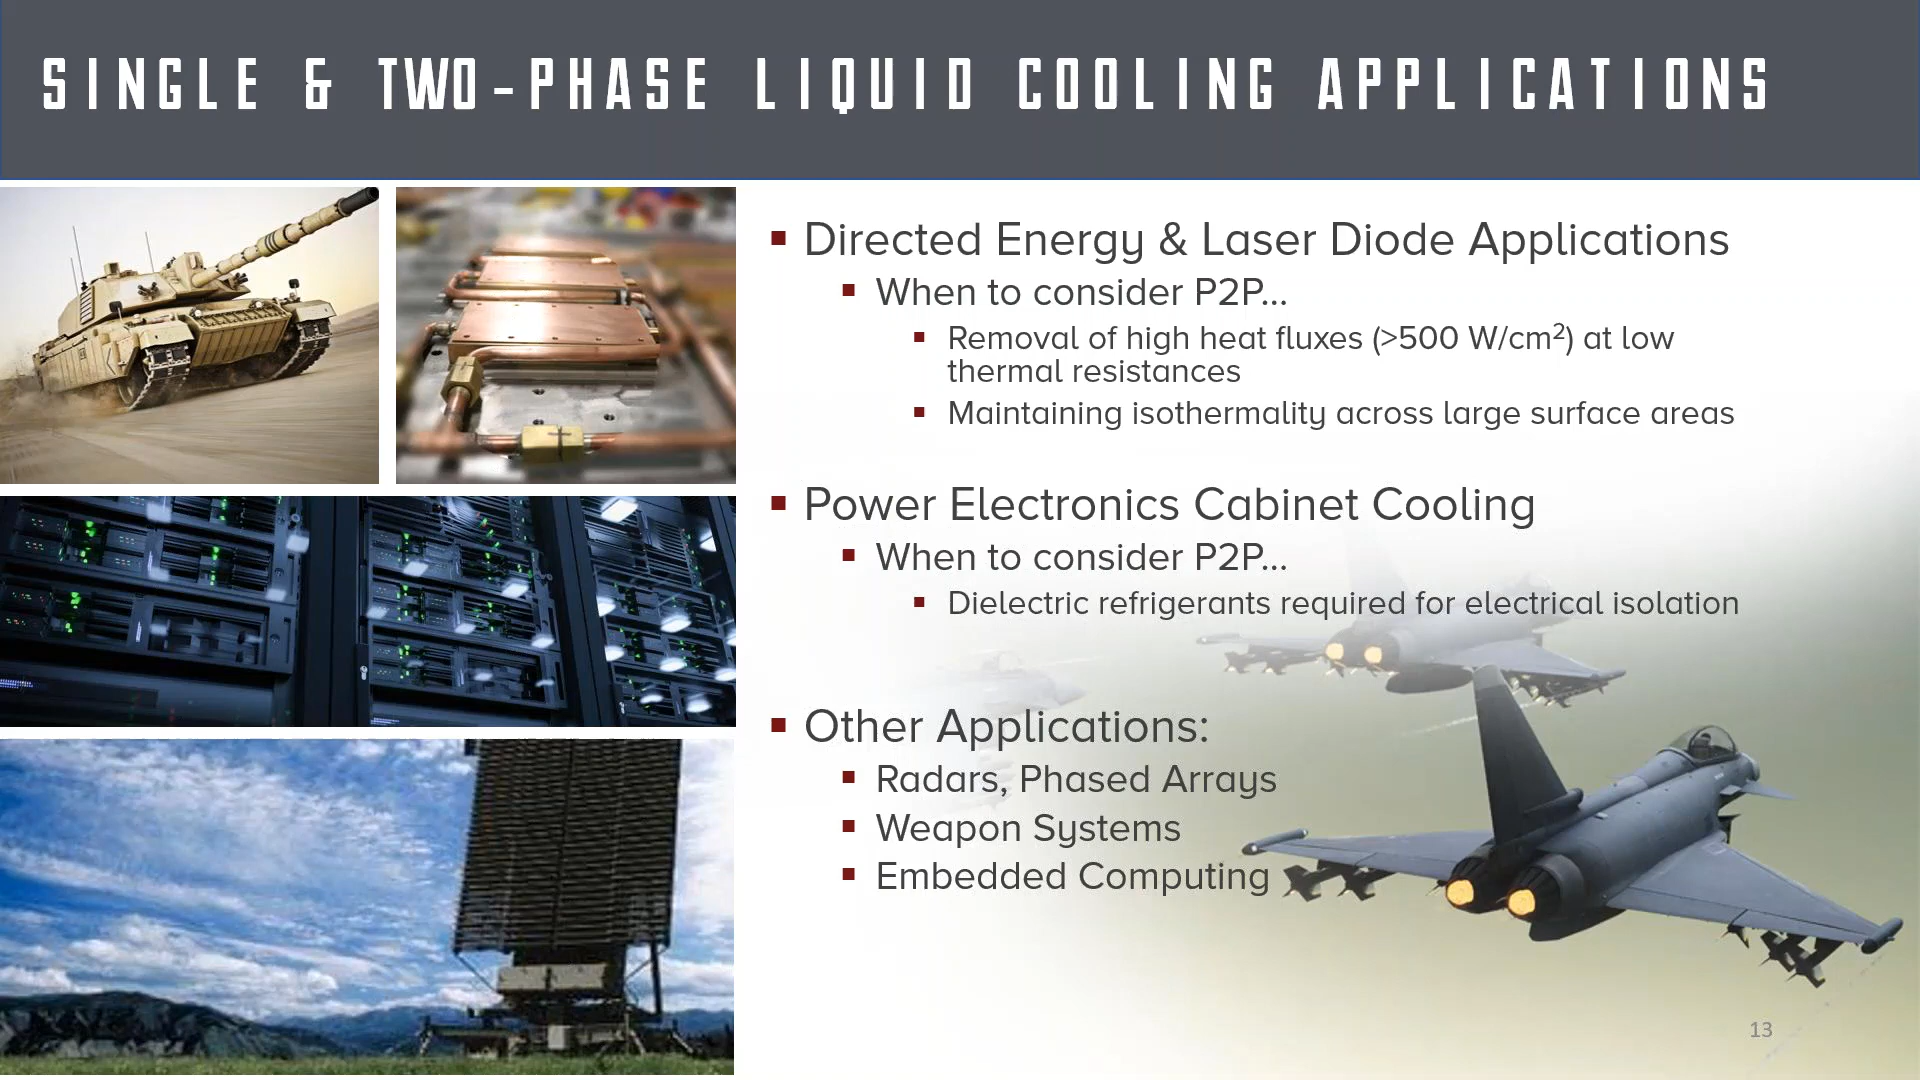 SINGLE & TWO-PHASE LIQUID COOLING APPLICATIONS
Directed Energy & Laser Diode Applications
When to consider P2P...
Removal of high heat fluxes (>500 W/cm²) at low
thermal resistances
Maintaining isothermality across large surface areas
Power Electronics Cabinet Cooling
When to consider P2P...
Dielectric refrigerants required for electrical isolation
Other Applications:
Radars, Phased Arrays
Weapon Systems
Embedded Computing
13